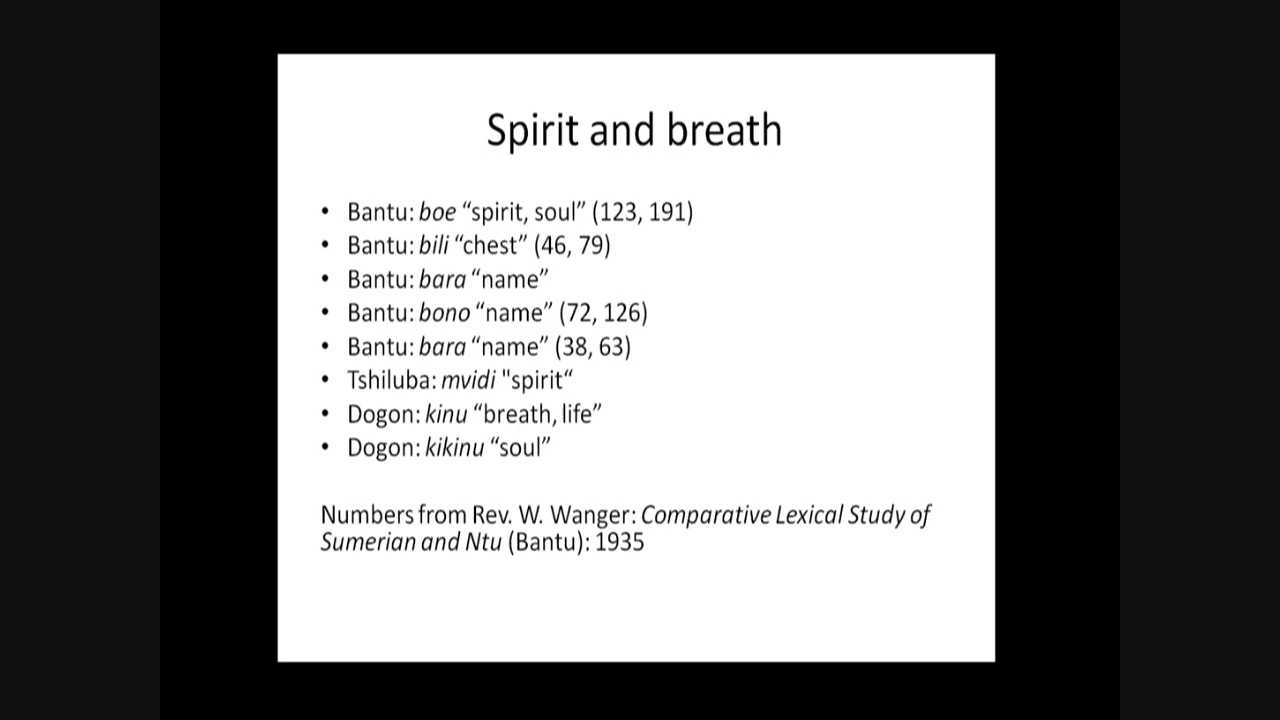 Spirit and breath
• Bantu: boe “spirit, soul” (123, 191)
• Bantu: bili “chest” (46, 79)
• Bantu: bara “name”
• Bantu: bono “name” (72, 126)
• Bantu: bara “name” (38, 63)
• Tshiluba: mvidi "spirit“
• Dogon: kinu “breath, life”
• Dogon: kikinu “soul”
Numbers from Rev. W. Wanger: Comparative Lexical Study of
Sumerian and Ntu (Bantu): 1935